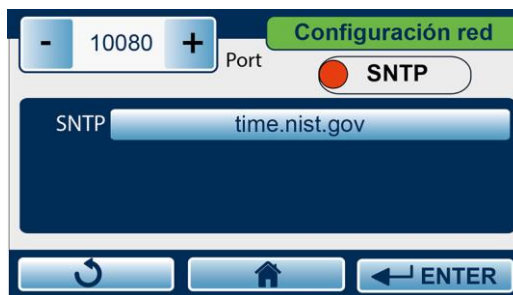 - 10080 + Port
Configuración red
SNTP
SNTP time.nist.gov
ENTER